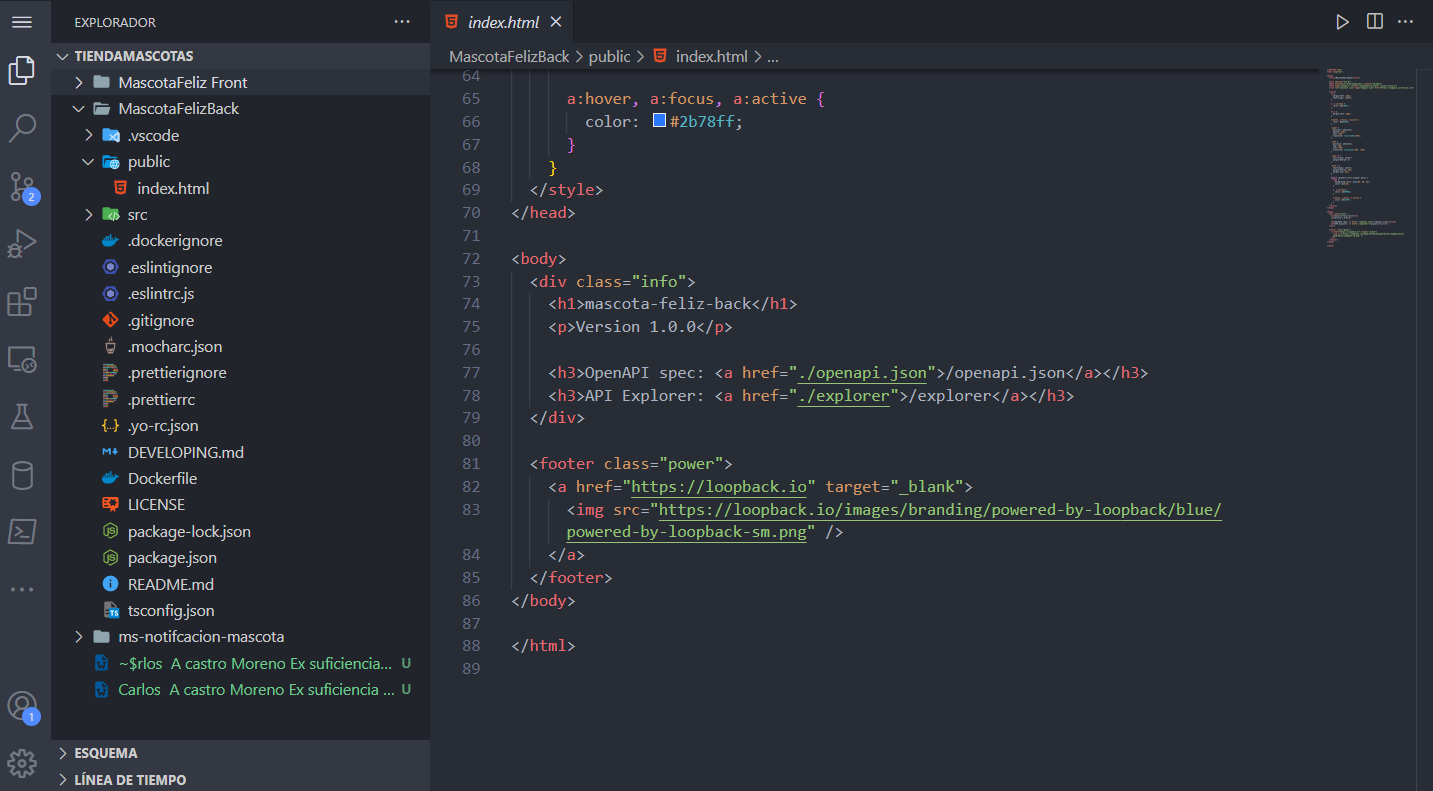 EXPLORADOR
TIENDAMASCOTAS
MascotaFeliz Front
MascotaFelizBack
.vscode
public
index.html
src
.dockerignore
.eslintignore
.eslintrc.js
.gitignore
.mocharc.json
.prettierignore
.prettierrc
.yo-rc.json
DEVELOPING.md
Dockerfile
LICENSE
package-lock.json
package.json
README.md
tsconfig.json
ms-notifcacion-mascota
~$rlos A castro Moreno Ex suficiencia... U
Carlos A castro Moreno Ex suficiencia ... U
ESQUEMA
LÍNEA DE TIEMPO
2
1
index.html
MascotaFelizBack > public > index.html > ...
64
65 a:hover, a:focus, a:active {
66 color: #2b78ff;
67 }
68 }
69 </style>
70 </head>
71
72 <body>
73 <div class="info">
74 <h1>mascota-feliz-back</h1>
75 <p>Version 1.0.0</p>
76
77 <h3>OpenAPI spec: <a href="./openapi.json">/openapi.json</a></h3>
78 <h3>API Explorer: <a href="./explorer">/explorer</a></h3>
79 </div>
80
81 <footer class="power">
82 <a href="https://loopback.io" target="_blank">
83 <img src="https://loopback.io/images/branding/powered-by-loopback/blue/
powered-by-loopback-sm.png" />
84 </a>
85 </footer>
86 </body>
87
88 </html>
89